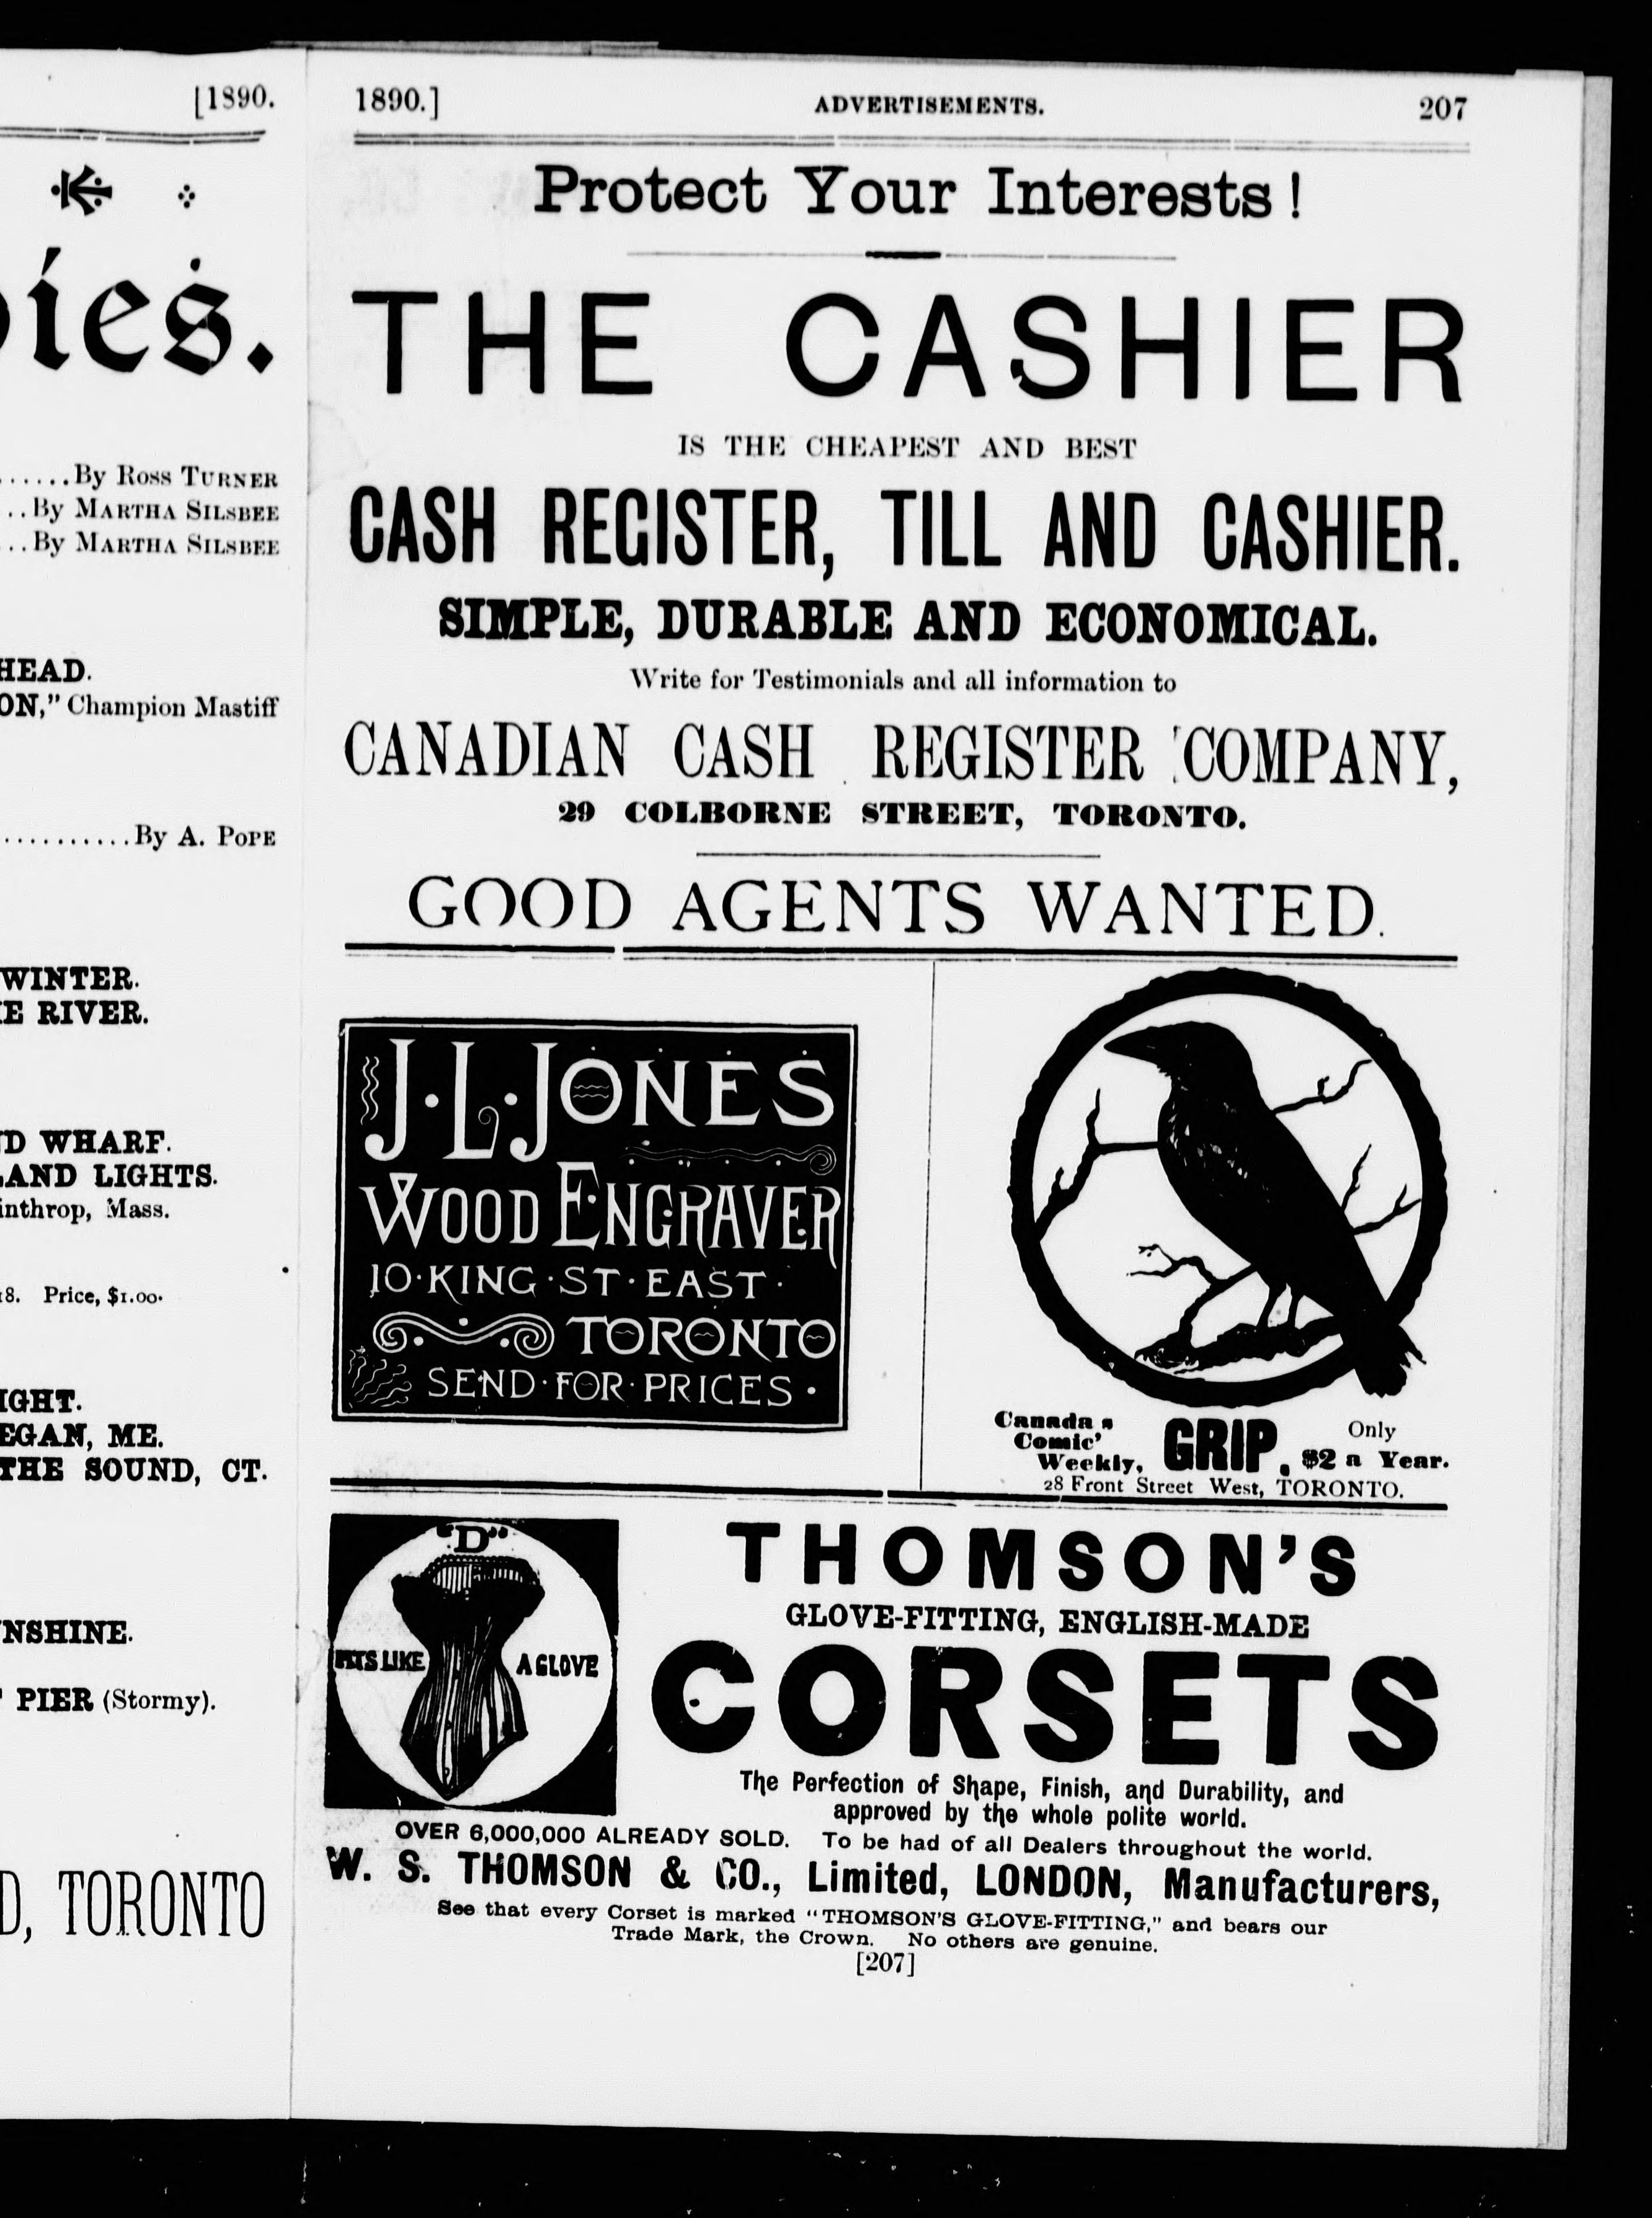 [1890.
ies.
......By Ross Turner
..By Martha Silsbee
...By Martha Silsbee
HEAD.
ON," Champion Mastiff
..........By A. Pope
WINTER.
E RIVER.
D WHARF.
LAND LIGHTS.
inthrop, Mass.
8. Price, $1.00.
IGHT.
EGAN, ME.
THE SOUND, CT.
NSHINE.
PIER (Stormy).
D, TORONTO
1890.] ADVERTISEMENTS. 207
Protect Your Interests!
THE CASHIER
IS THE CHEAPEST AND BEST
CASH REGISTER, TILL AND CASHIER.
SIMPLE, DURABLE AND ECONOMICAL.
Write for Testimonials and all information to
CANADIAN CASH REGISTER COMPANY,
29 COLBORNE STREET, TORONTO.
GOOD AGENTS WANTED.
J·L·JONES
WOOD ENGRAVER
10·KING·ST·EAST·
TORONTO
SEND·FOR·PRICES·
Canada's
Comic
Weekly,
GRIP,
Only
$2 a Year.
28 Front Street West, TORONTO.
"D"
FITS LIKE A GLOVE
THOMSON'S
GLOVE-FITTING, ENGLISH-MADE
CORSETS
The Perfection of Shape, Finish, and Durability, and
approved by the whole polite world.
OVER 6,000,000 ALREADY SOLD. To be had of all Dealers throughout the world.
W. S. THOMSON & CO., Limited, LONDON, Manufacturers,
See that every Corset is marked "THOMSON'S GLOVE-FITTING," and bears our
Trade Mark, the Crown. No others are genuine.
[207]